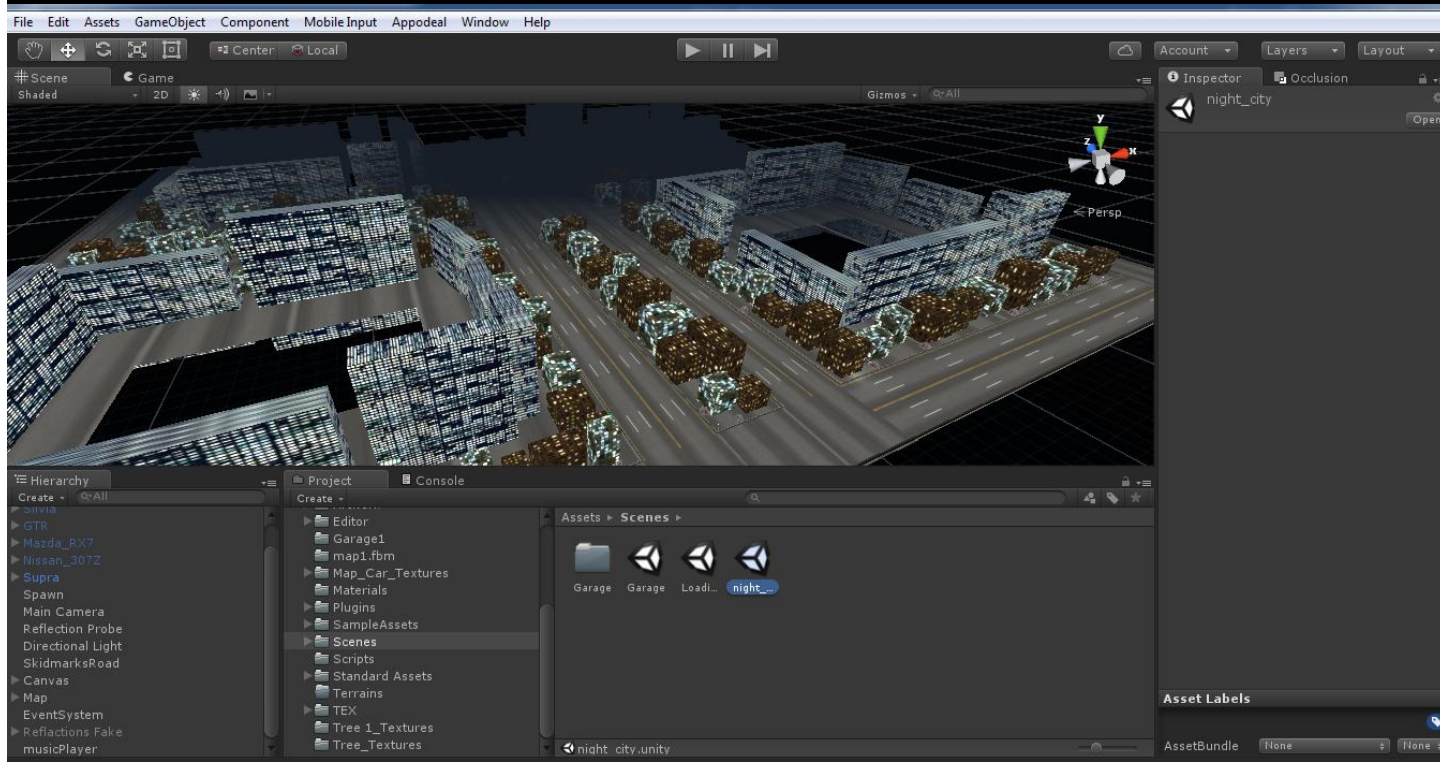 File Edit Assets GameObject Component Mobile Input Appodeal Window Help
Center Local Account Layers Layout
Scene Game
Inspector Occlusion
Shaded 2D Gizmos All
night_city
Open
y
z x
Persp
Hierarchy
Project Console
Create All
Create
Silvia
GTR
Mazda_RX7
Nissan_307Z
Supra
Spawn
Main Camera
Reflection Probe
Directional Light
SkidmarksRoad
Canvas
Map
EventSystem
Reflactions Fake
musicPlayer
Editor
Garage1
map1.fbm
Map_Car_Textures
Materials
Plugins
SampleAssets
Scenes
Scripts
Standard Assets
Terrains
TEX
Tree 1_Textures
Tree_Textures
Assets Scenes
Garage Garage Loadi... night_...
night_city.unity
Asset Labels
AssetBundle None None